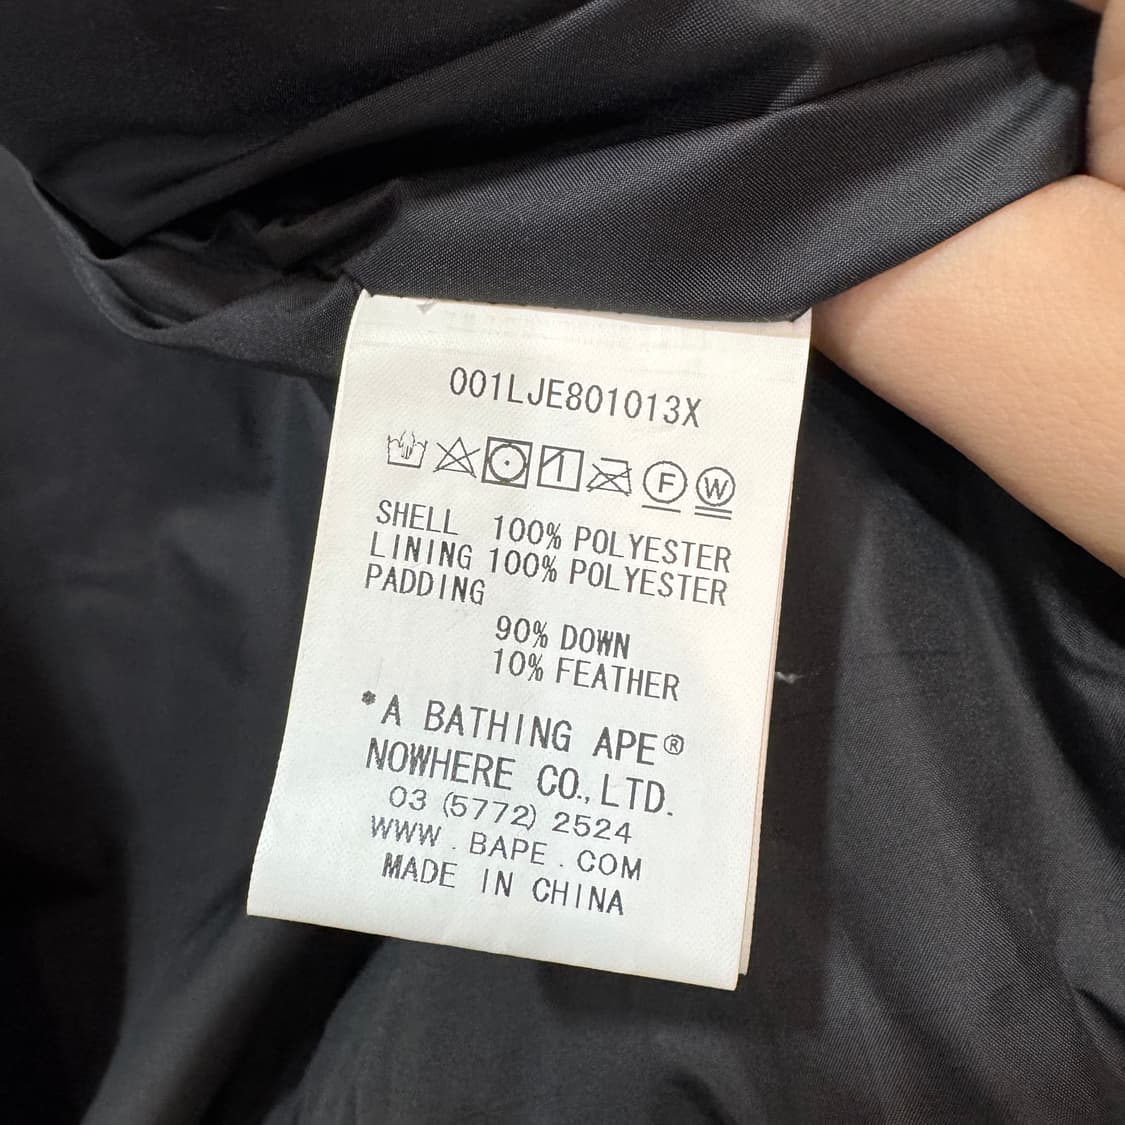 001LJE801013X
F W
SHELL 100% POLYESTER
LINING 100% POLYESTER
PADDING
90% DOWN
10% FEATHER
*A BATHING APE®
NOWHERE CO.,LTD.
03 (5772) 2524
WWW . BAPE . COM
MADE IN CHINA